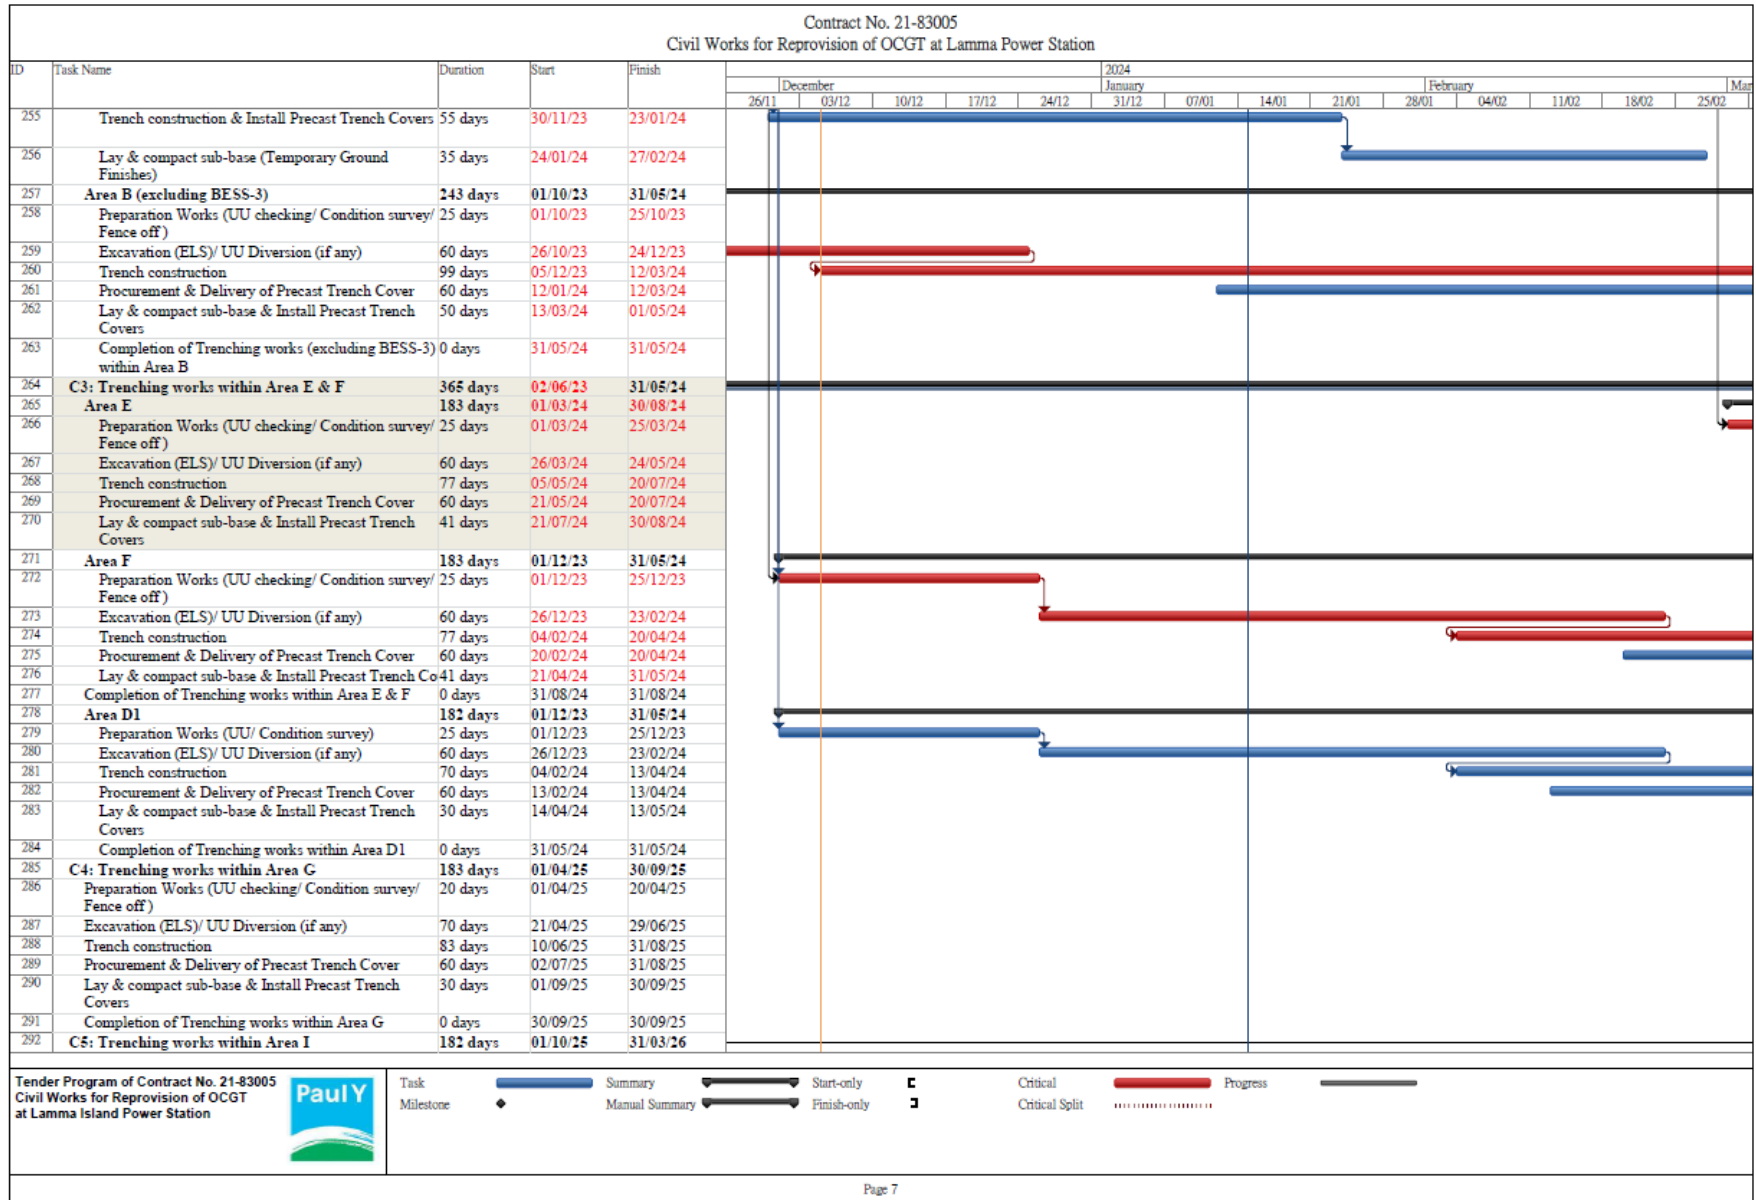 Contract No. 21-83005
Civil Works for Reprovision of OCGT at Lamma Power Station
ID Task Name Duration Start Finish
2024
December January February Mar
26/11 03/12 10/12 17/12 24/12 31/12 07/01 14/01 21/01 28/01 04/02 11/02 18/02 25/02
255 Trench construction & Install Precast Trench Covers 55 days 30/11/23 23/01/24
256 Lay & compact sub-base (Temporary Ground 35 days 24/01/24 27/02/24
Finishes)
257 Area B (excluding BESS-3) 243 days 01/10/23 31/05/24
258 Preparation Works (UU checking/ Condition survey/ 25 days 01/10/23 25/10/23
Fence off )
259 Excavation (ELS)/ UU Diversion (if any) 60 days 26/10/23 24/12/23
260 Trench construction 99 days 05/12/23 12/03/24
261 Procurement & Delivery of Precast Trench Cover 60 days 12/01/24 12/03/24
262 Lay & compact sub-base & Install Precast Trench 50 days 13/03/24 01/05/24
Covers
263 Completion of Trenching works (excluding BESS-3) 0 days 31/05/24 31/05/24
within Area B
264 C3: Trenching works within Area E & F 365 days 02/06/23 31/05/24
265 Area E 183 days 01/03/24 30/08/24
266 Preparation Works (UU checking/ Condition survey/ 25 days 01/03/24 25/03/24
Fence off )
267 Excavation (ELS)/ UU Diversion (if any) 60 days 26/03/24 24/05/24
268 Trench construction 77 days 05/05/24 20/07/24
269 Procurement & Delivery of Precast Trench Cover 60 days 21/05/24 20/07/24
270 Lay & compact sub-base & Install Precast Trench 41 days 21/07/24 30/08/24
Covers
271 Area F 183 days 01/12/23 31/05/24
272 Preparation Works (UU checking/ Condition survey/ 25 days 01/12/23 25/12/23
Fence off )
273 Excavation (ELS)/ UU Diversion (if any) 60 days 26/12/23 23/02/24
274 Trench construction 77 days 04/02/24 20/04/24
275 Procurement & Delivery of Precast Trench Cover 60 days 20/02/24 20/04/24
276 Lay & compact sub-base & Install Precast Trench Co 41 days 21/04/24 31/05/24
277 Completion of Trenching works within Area E & F 0 days 31/08/24 31/08/24
278 Area D1 182 days 01/12/23 31/05/24
279 Preparation Works (UU/ Condition survey) 25 days 01/12/23 25/12/23
280 Excavation (ELS)/ UU Diversion (if any) 60 days 26/12/23 23/02/24
281 Trench construction 70 days 04/02/24 13/04/24
282 Procurement & Delivery of Precast Trench Cover 60 days 13/02/24 13/04/24
283 Lay & compact sub-base & Install Precast Trench 30 days 14/04/24 13/05/24
Covers
284 Completion of Trenching works within Area D1 0 days 31/05/24 31/05/24
285 C4: Trenching works within Area G 183 days 01/04/25 30/09/25
286 Preparation Works (UU checking/ Condition survey/ 20 days 01/04/25 20/04/25
Fence off )
287 Excavation (ELS)/ UU Diversion (if any) 70 days 21/04/25 29/06/25
288 Trench construction 83 days 10/06/25 31/08/25
289 Procurement & Delivery of Precast Trench Cover 60 days 02/07/25 31/08/25
290 Lay & compact sub-base & Install Precast Trench 30 days 01/09/25 30/09/25
Covers
291 Completion of Trenching works within Area G 0 days 30/09/25 30/09/25
292 C5: Trenching works within Area I 182 days 01/10/25 31/03/26
Tender Program of Contract No. 21-83005
Civil Works for Reprovision of OCGT
at Lamma Island Power Station
Paul Y
Task Summary Start-only Critical Progress
Milestone Manual Summary Finish-only Critical Split
Page 7